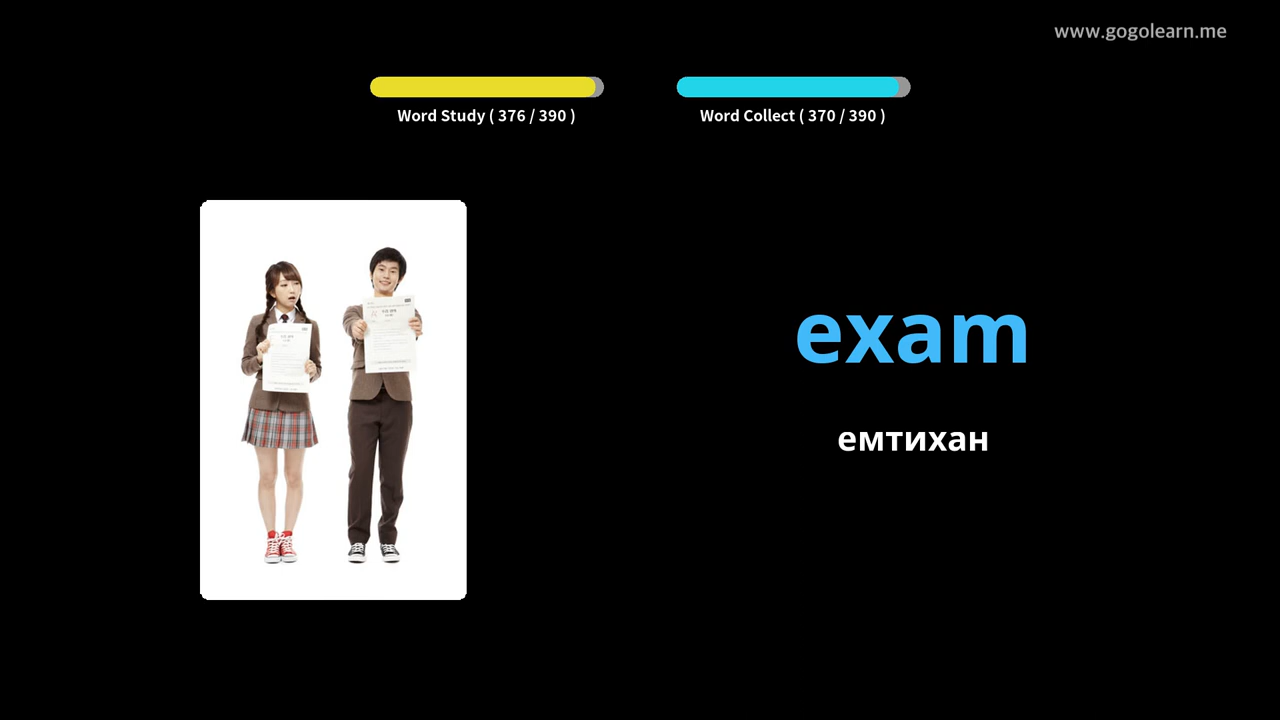 www.gogolearn.me
Word Study ( 376 / 390 )
Word Collect ( 370 / 390 )
exam
емтихан